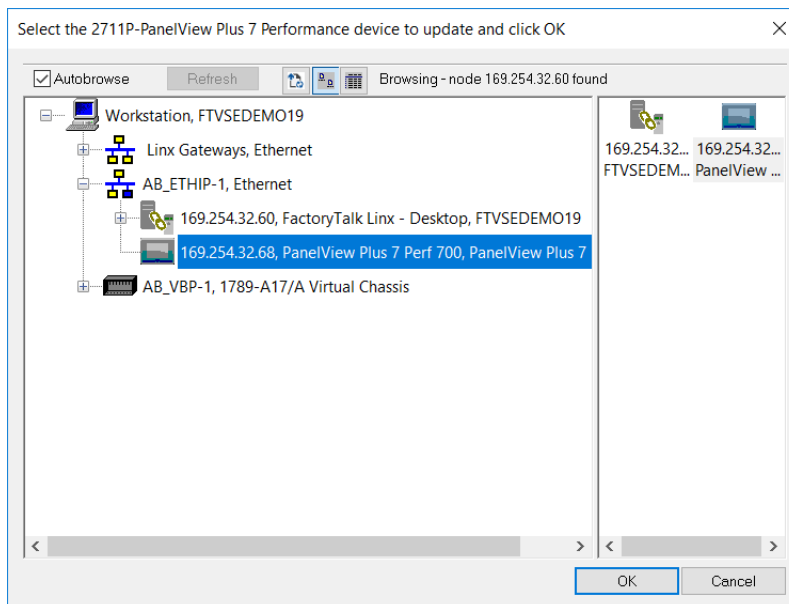 Select the 2711P-PanelView Plus 7 Performance device to update and click OK
Autobrowse
Refresh
Browsing - node 169.254.32.60 found
Workstation, FTVSEDEMO19
Linx Gateways, Ethernet
AB_ETHIP-1, Ethernet
169.254.32.60, FactoryTalk Linx - Desktop, FTVSEDEMO19
169.254.32.68, PanelView Plus 7 Perf 700, PanelView Plus 7
AB_VBP-1, 1789-A17/A Virtual Chassis
169.254.32... 169.254.32...
FTVSEDEM... PanelView ...
OK
Cancel